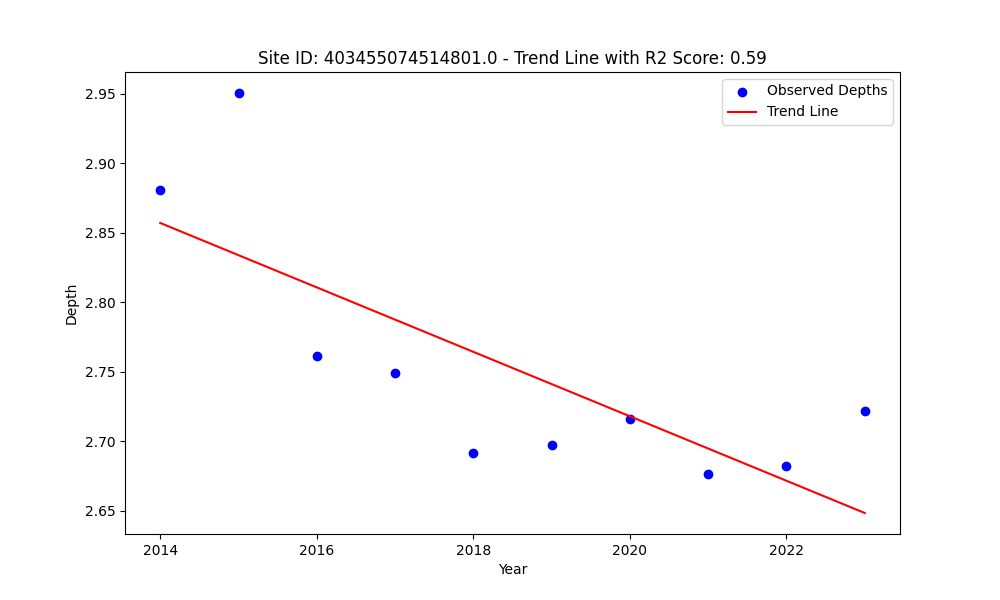 Site ID: 403455074514801.0 - Trend Line with R2 Score: 0.59
Observed Depths
Trend Line
2.95
2.90
2.85
2.80
2.75
2.70
2.65
Depth
2014
2016
2018
2020
2022
Year